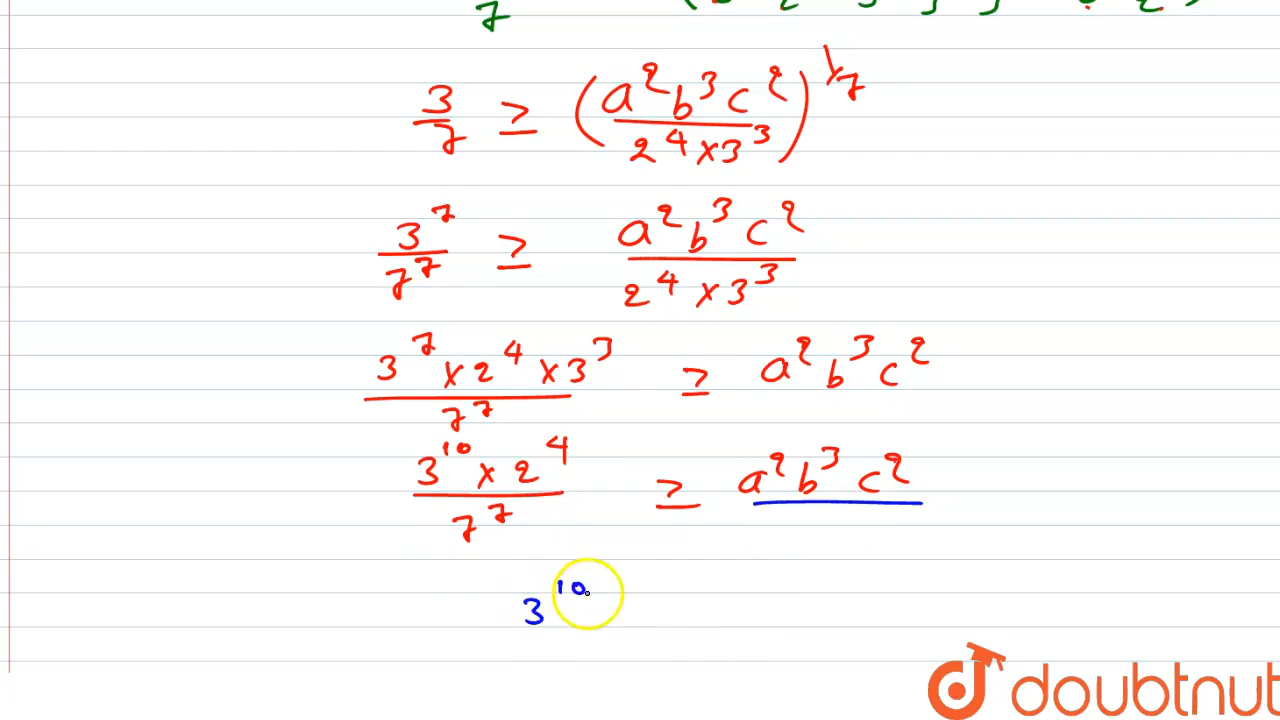 7
3/7 ≥ (a²b³c²/2⁴×3³)^1/7
3⁷/7⁷ ≥ a²b³c²/2⁴×3³
3⁷×2⁴×3³/7⁷ ≥ a²b³c²
3¹⁰×2⁴/7⁷ ≥ a²b³c²
3¹⁰
doubtnut